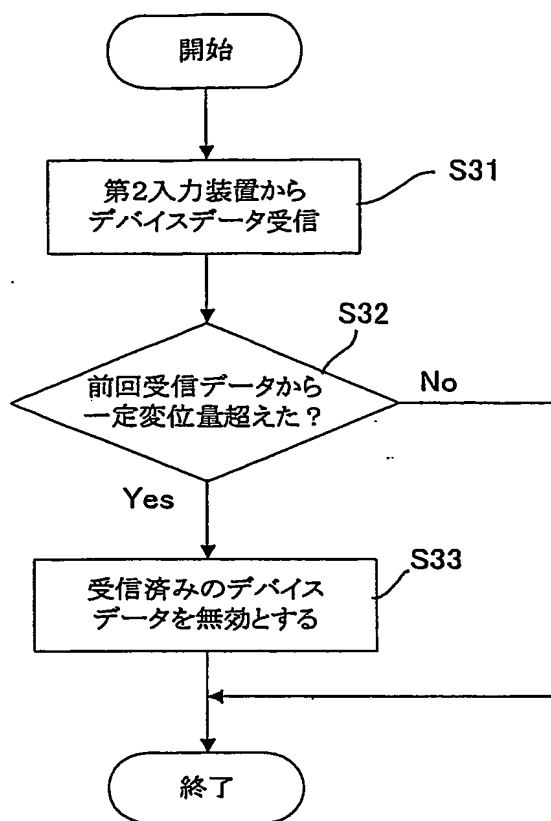 開始
第2入力装置から
デバイスデータ受信
S31
S32
前回受信データから
一定変位量超えた？
No
Yes
S33
受信済みのデバイス
データを無効とする
終了